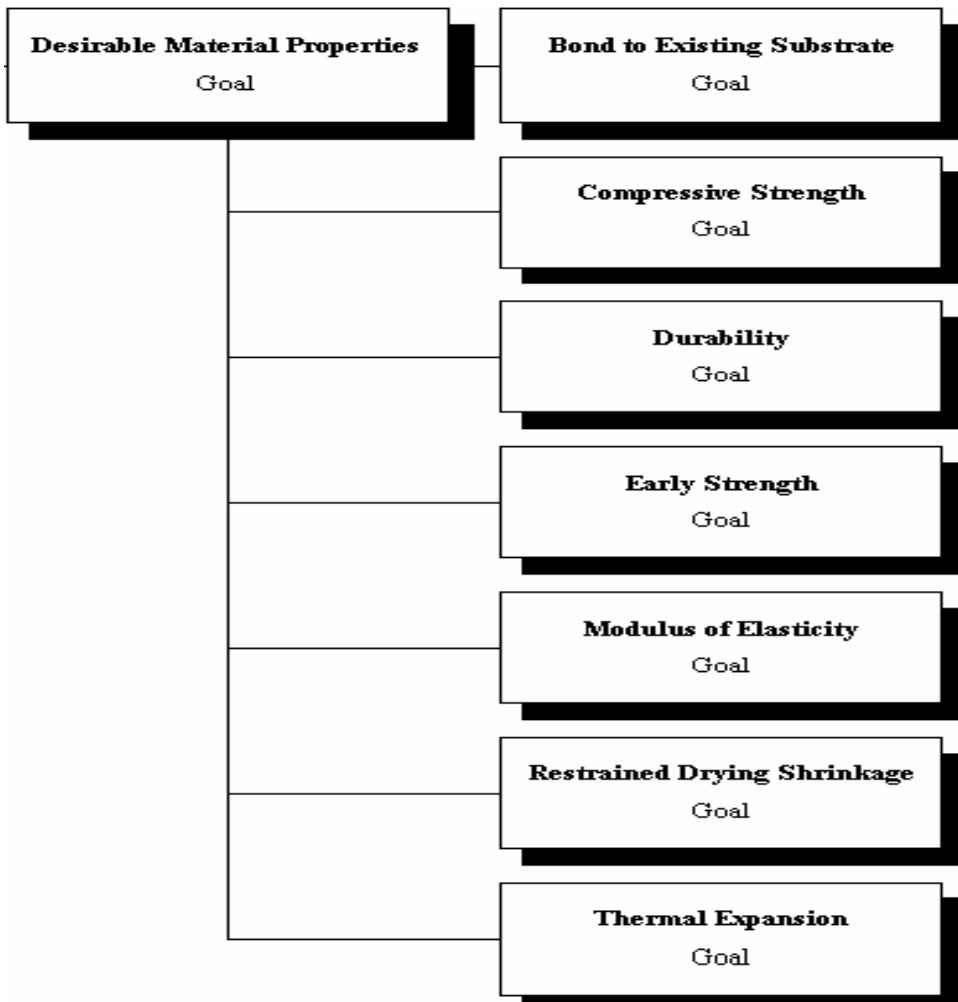 Desirable Material Properties
Goal
Bond to Existing Substrate
Goal
Compressive Strength
Goal
Durability
Goal
Early Strength
Goal
Modulus of Elasticity
Goal
Restrained Drying Shrinkage
Goal
Thermal Expansion
Goal